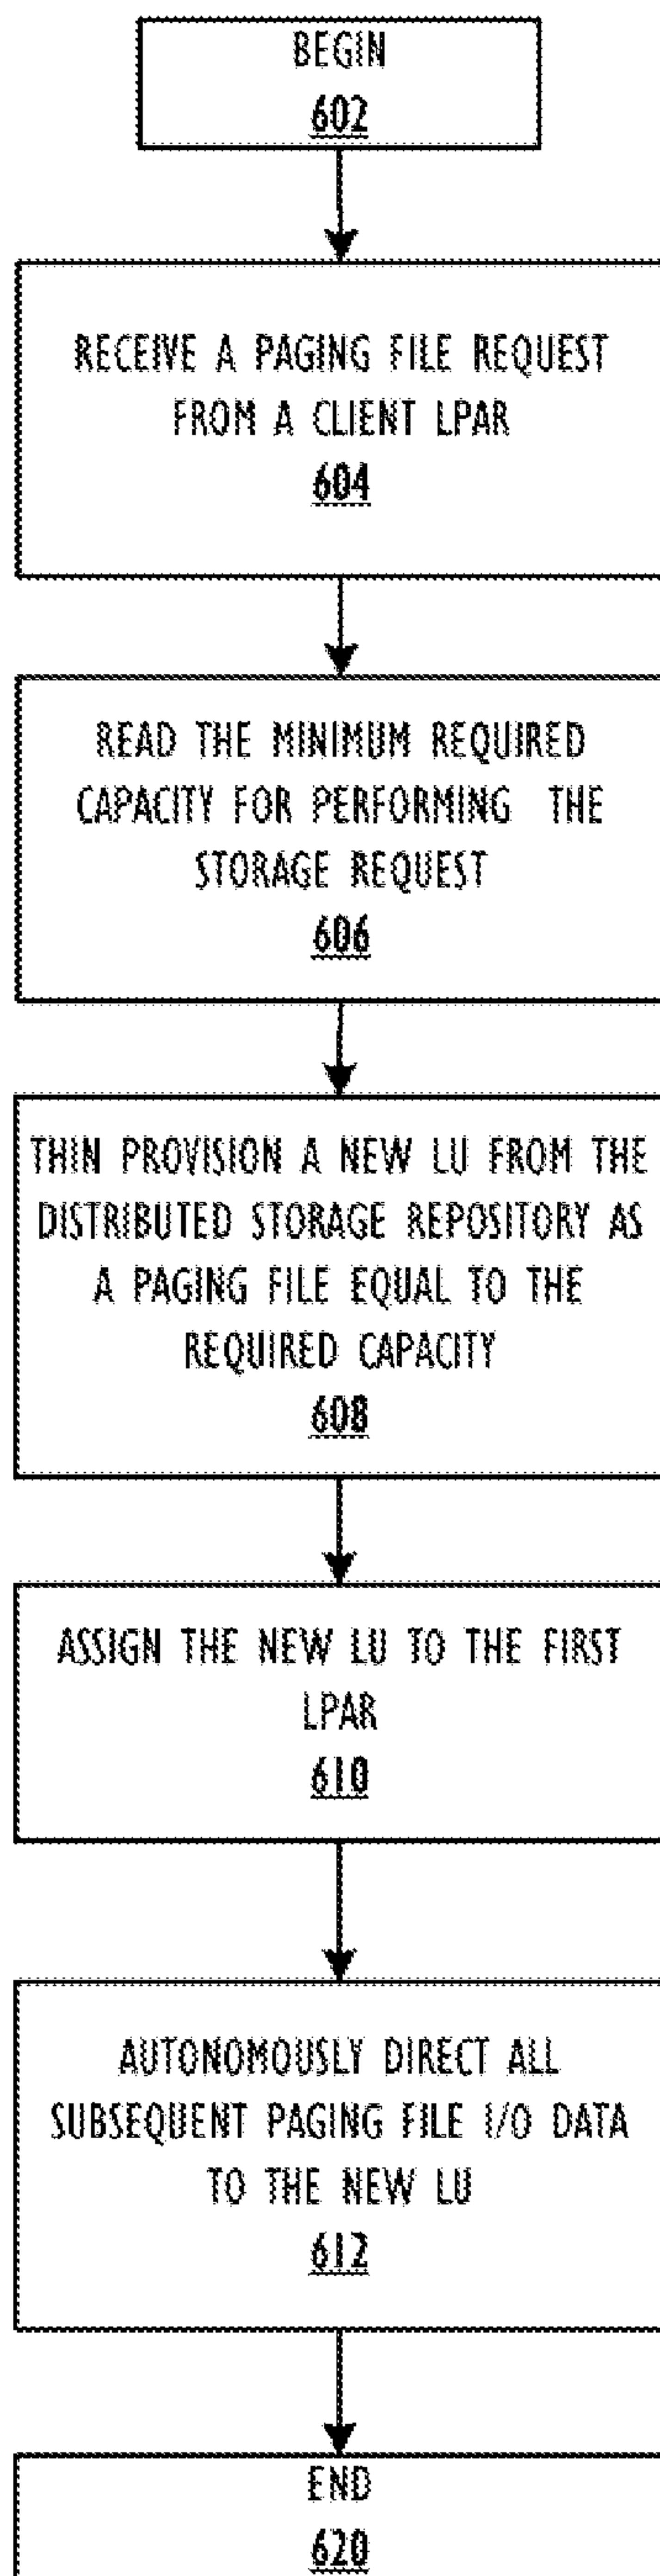 BEGIN
602
RECEIVE A PAGING FILE REQUEST
FROM A CLIENT LPAR
604
READ THE MINIMUM REQUIRED
CAPACITY FOR PERFORMING THE
STORAGE REQUEST
606
THIN PROVISION A NEW LU FROM THE
DISTRIBUTED STORAGE REPOSITORY AS
A PAGING FILE EQUAL TO THE
REQUIRED CAPACITY
608
ASSIGN THE NEW LU TO THE FIRST
LPAR
610
AUTONOMOUSLY DIRECT ALL
SUBSEQUENT PAGING FILE I/O DATA
TO THE NEW LU
612
END
620